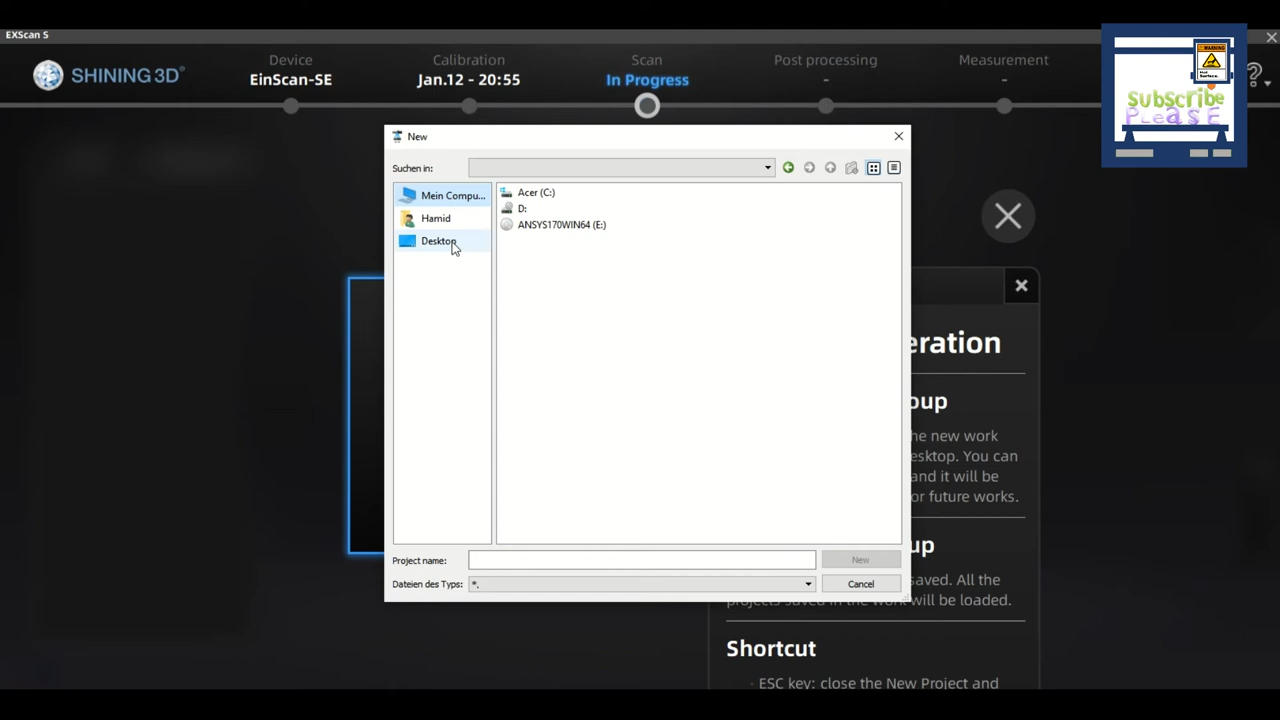 EXScan S
SHINING 3D®
Device
EinScan-SE
Calibration
Jan.12 - 20:55
Scan
In Progress
Post processing
-
Measurement
-
WARNING
Hot Surface.
Subscribe
PLeaSE
New
Suchen in:
Mein Compu...
Hamid
Desktop
Acer (C:)
D:
ANSYS170WIN64 (E:)
Project name:
New
Dateien des Typs:
*.
Cancel
eration
oup
he new work
esktop. You can
and it will be
or future works.
up
saved. All the
projects saved in the work will be loaded.
Shortcut
ESC key: close the New Project and